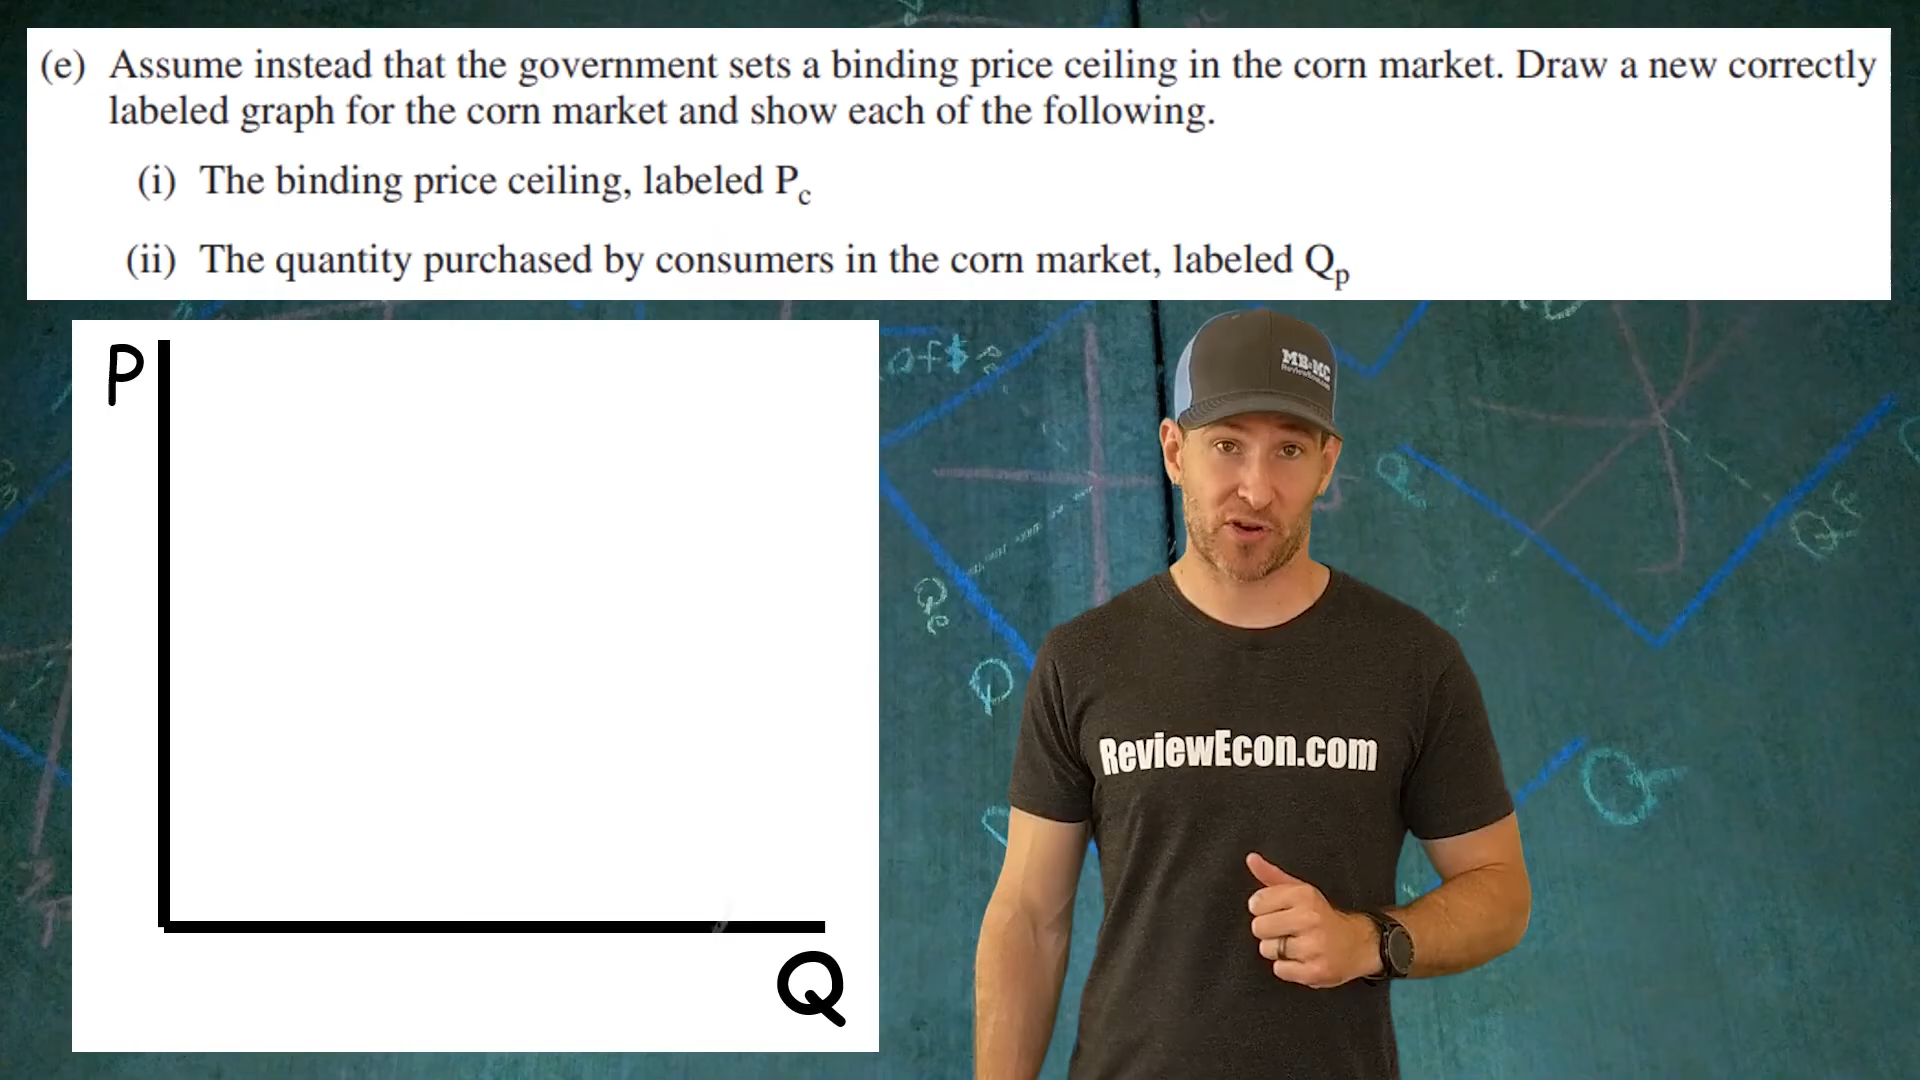 (e) Assume instead that the government sets a binding price ceiling in the corn market. Draw a new correctly
labeled graph for the corn market and show each of the following.
(i) The binding price ceiling, labeled Pc
(ii) The quantity purchased by consumers in the corn market, labeled Qp
P
Q
MB=MC
ReviewEcon.com
Qe